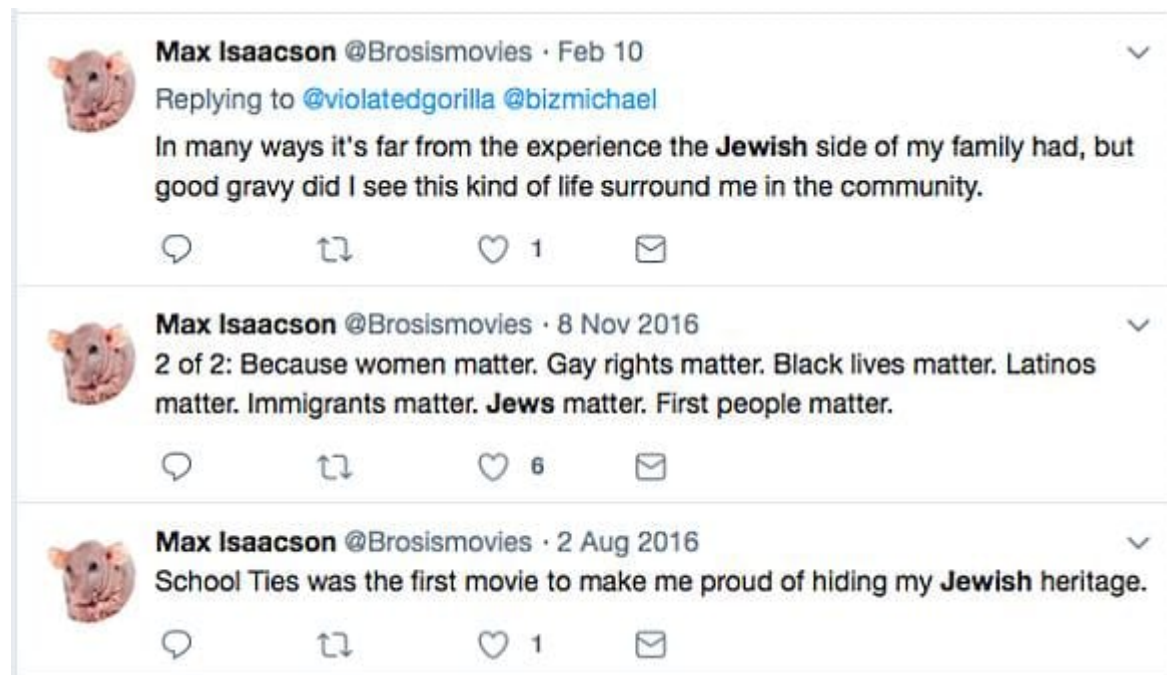 Max Isaacson @Brosismovies · Feb 10
Replying to @violatedgorilla @bizmichael
In many ways it's far from the experience the Jewish side of my family had, but
good gravy did I see this kind of life surround me in the community.
1
Max Isaacson @Brosismovies · 8 Nov 2016
2 of 2: Because women matter. Gay rights matter. Black lives matter. Latinos
matter. Immigrants matter. Jews matter. First people matter.
6
Max Isaacson @Brosismovies · 2 Aug 2016
School Ties was the first movie to make me proud of hiding my Jewish heritage.
1